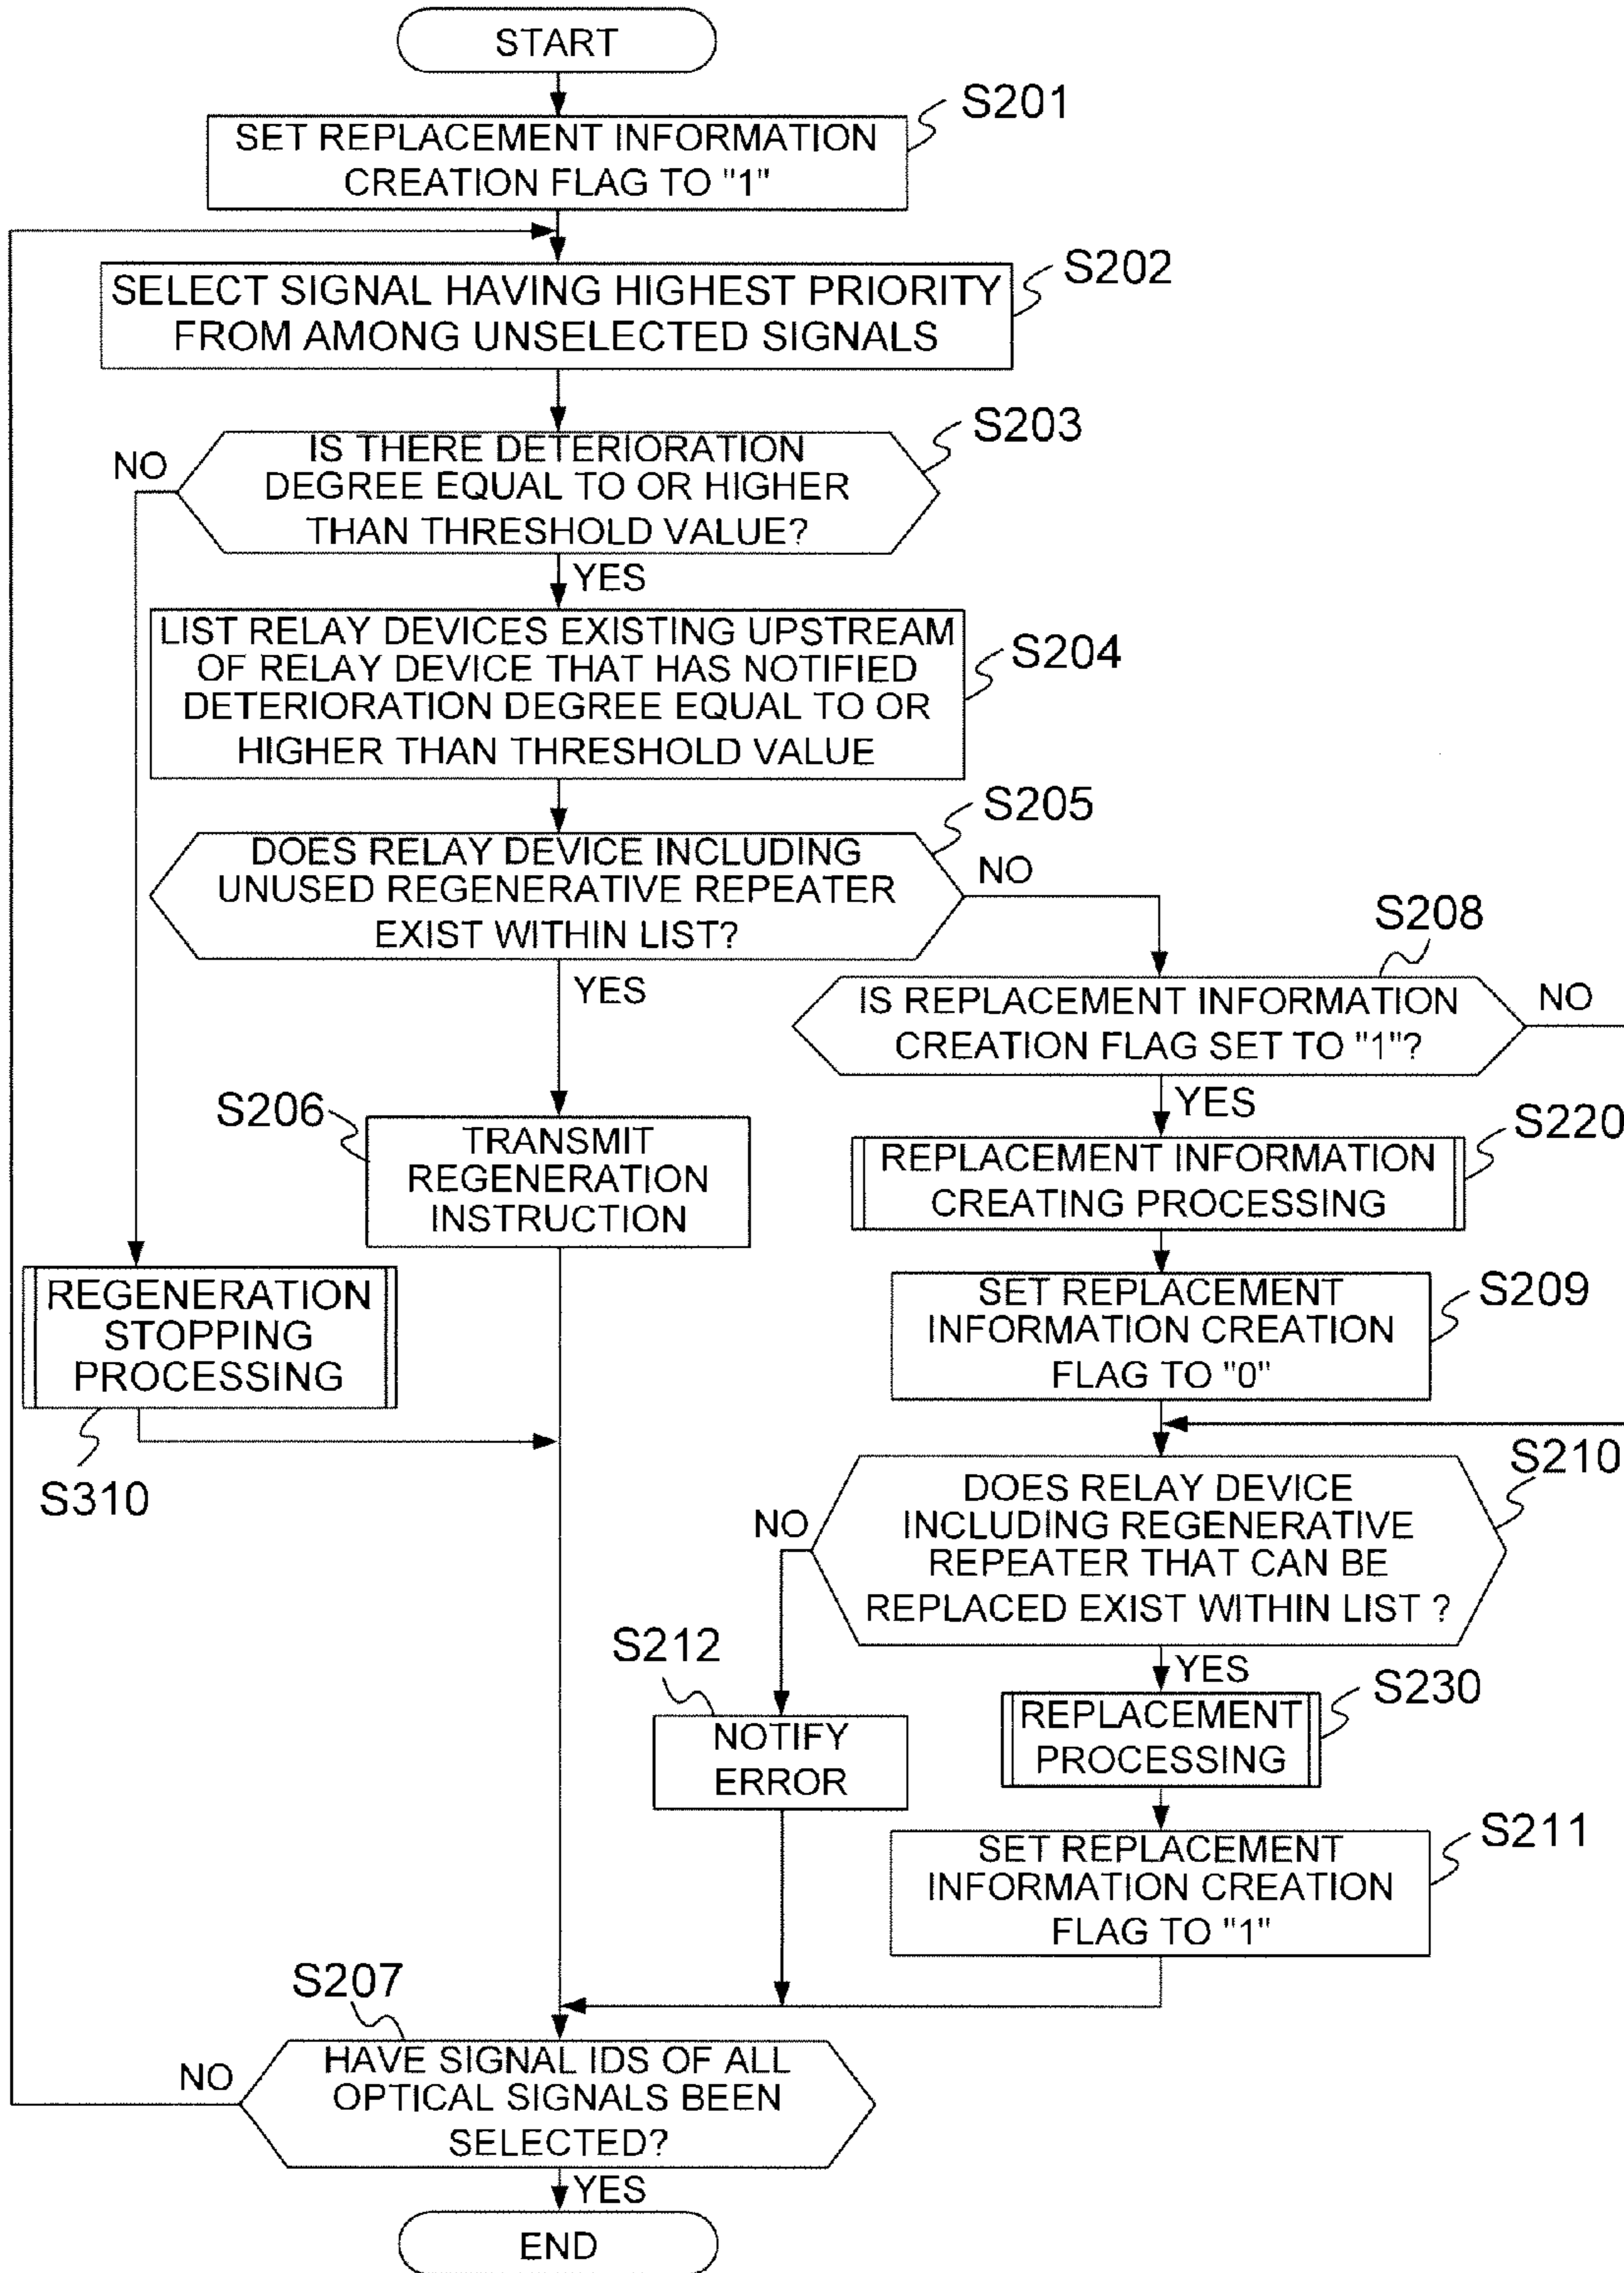 START
S201
SET REPLACEMENT INFORMATION
CREATION FLAG TO "1"
S202
SELECT SIGNAL HAVING HIGHEST PRIORITY
FROM AMONG UNSELECTED SIGNALS
S203
NO
IS THERE DETERIORATION
DEGREE EQUAL TO OR HIGHER
THAN THRESHOLD VALUE?
YES
S204
LIST RELAY DEVICES EXISTING UPSTREAM
OF RELAY DEVICE THAT HAS NOTIFIED
DETERIORATION DEGREE EQUAL TO OR
HIGHER THAN THRESHOLD VALUE
S205
DOES RELAY DEVICE INCLUDING
UNUSED REGENERATIVE REPEATER
EXIST WITHIN LIST?
NO
YES
S208
IS REPLACEMENT INFORMATION
CREATION FLAG SET TO "1"?
NO
YES
S206
TRANSMIT
REGENERATION
INSTRUCTION
S220
REPLACEMENT INFORMATION
CREATING PROCESSING
REGENERATION
STOPPING
PROCESSING
S310
S209
SET REPLACEMENT
INFORMATION CREATION
FLAG TO "0"
S210
DOES RELAY DEVICE
INCLUDING REGENERATIVE
REPEATER THAT CAN BE
REPLACED EXIST WITHIN LIST ?
NO
YES
S212
NOTIFY
ERROR
S230
REPLACEMENT
PROCESSING
S211
SET REPLACEMENT
INFORMATION CREATION
FLAG TO "1"
S207
NO
HAVE SIGNAL IDS OF ALL
OPTICAL SIGNALS BEEN
SELECTED?
YES
END